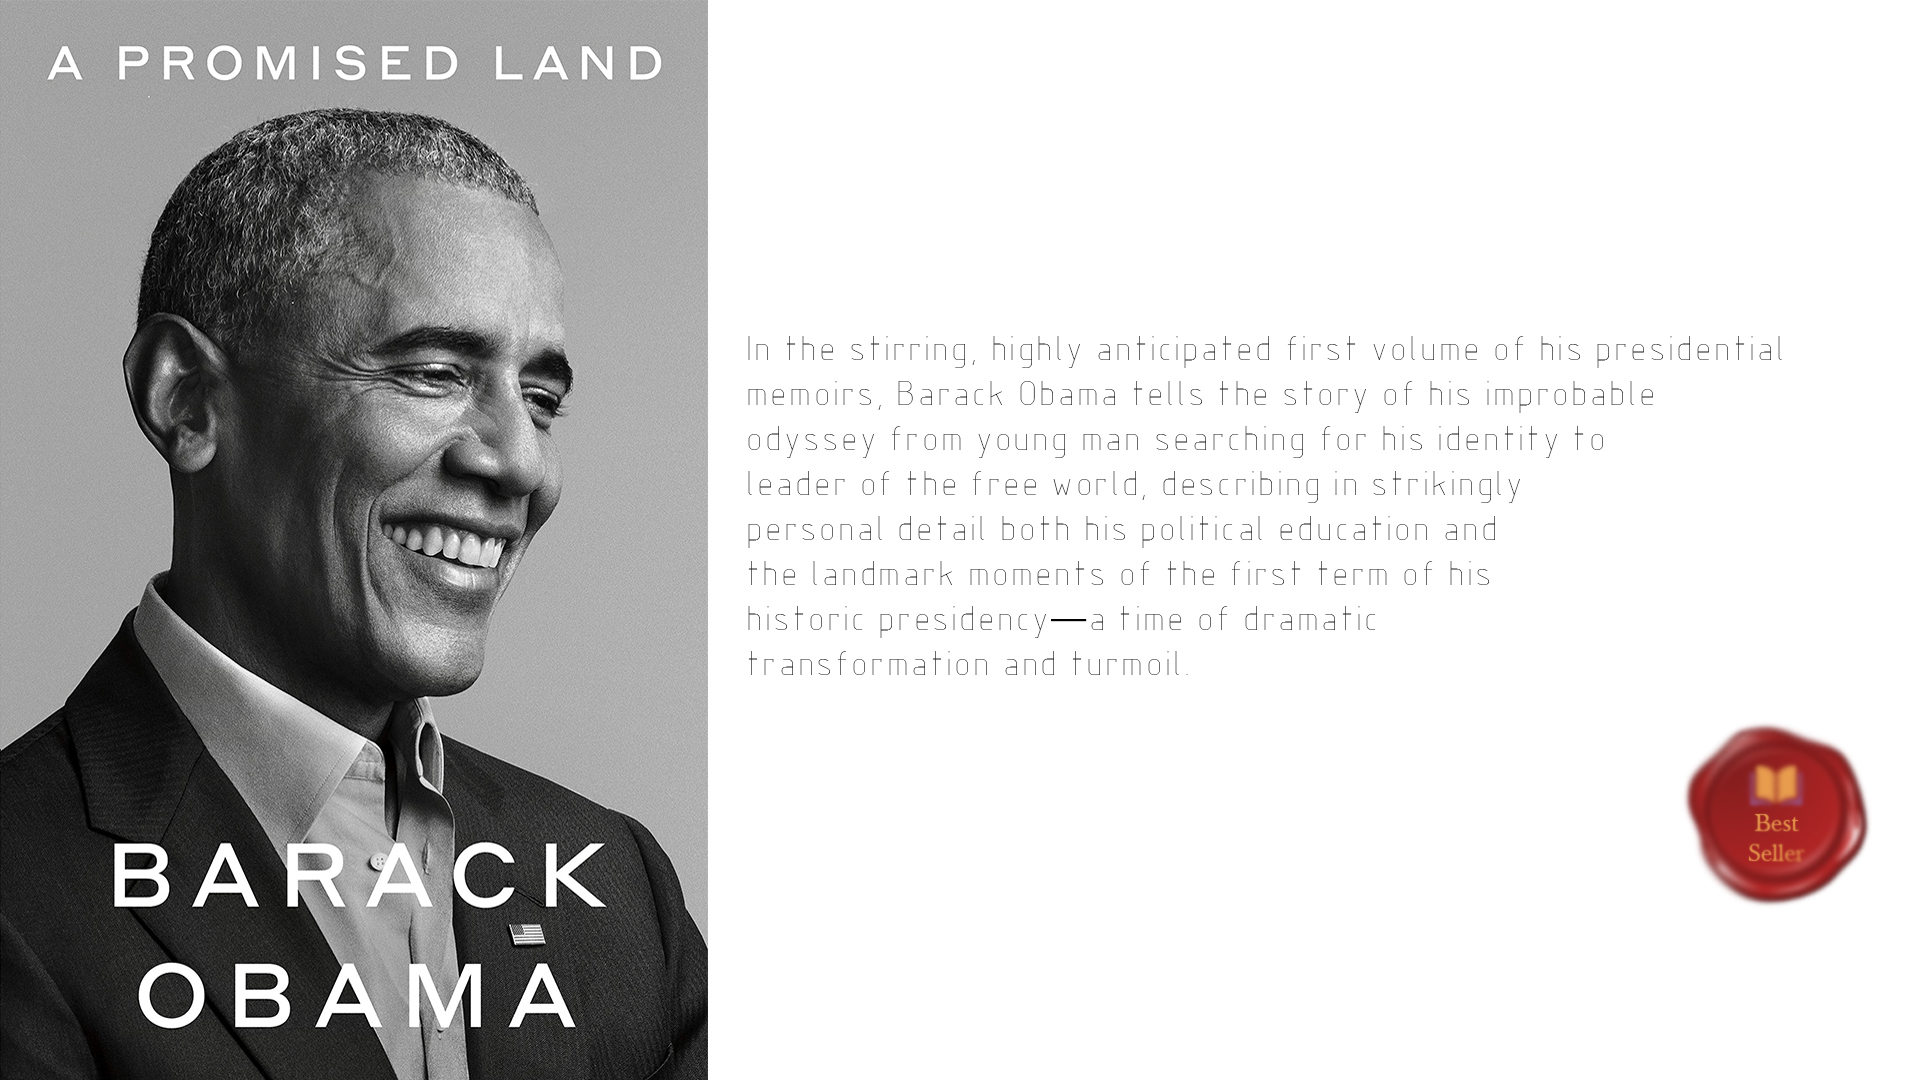 A PROMISED LAND
BARACK
OBAMA
In the stirring, highly anticipated first volume of his presidential
memoirs, Barack Obama tells the story of his improbable
odyssey from young man searching for his identity to
leader of the free world, describing in strikingly
personal detail both his political education and
the landmark moments of the first term of his
historic presidency—a time of dramatic
transformation and turmoil.
Best
Seller